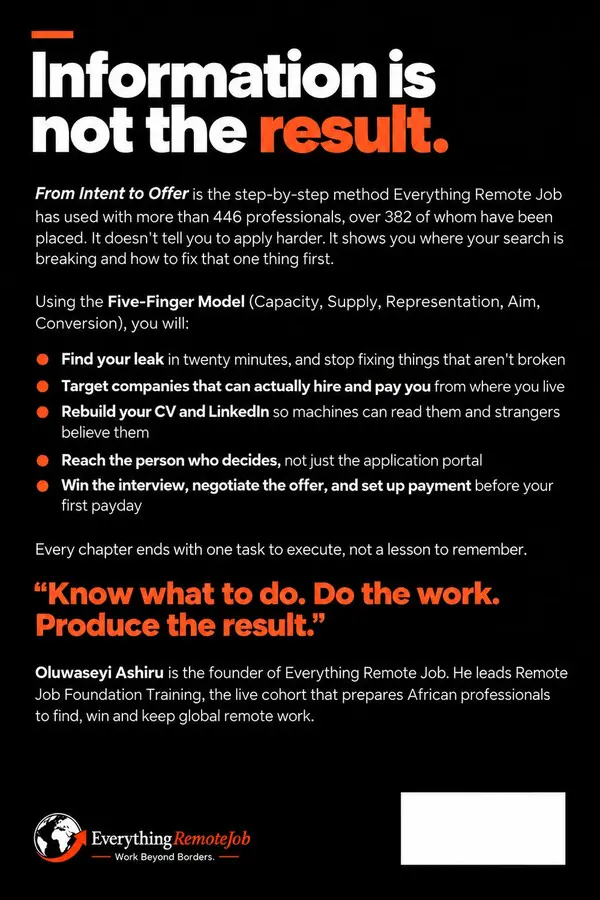 Information is
not the result.
From Intent to Offer is the step-by-step method Everything Remote Job
has used with more than 446 professionals, over 382 of whom have been
placed. It doesn't tell you to apply harder. It shows you where your search is
breaking and how to fix that one thing first.
Using the Five-Finger Model (Capacity, Supply, Representation, Aim,
Conversion), you will:
● Find your leak in twenty minutes, and stop fixing things that aren't broken
● Target companies that can actually hire and pay you from where you live
● Rebuild your CV and LinkedIn so machines can read them and strangers
believe them
● Reach the person who decides, not just the application portal
● Win the interview, negotiate the offer, and set up payment before your
first payday
Every chapter ends with one task to execute, not a lesson to remember.
“Know what to do. Do the work.
Produce the result.”
Oluwaseyi Ashiru is the founder of Everything Remote Job. He leads Remote
Job Foundation Training, the live cohort that prepares African professionals
to find, win and keep global remote work.
EverythingRemoteJob
Work Beyond Borders.